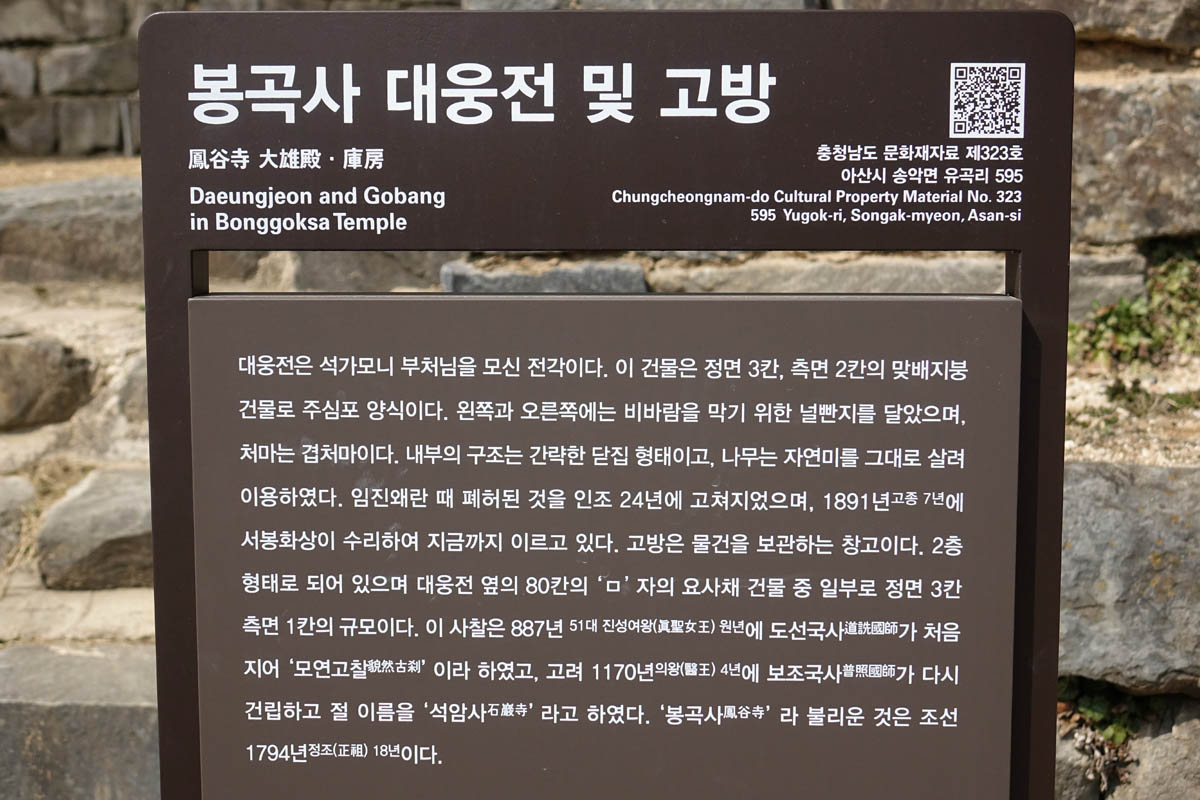 봉곡사 대웅전 및 고방
鳳谷寺 大雄殿 · 庫房
Daeungjeon and Gobang
in Bonggoksa Temple
충청남도 문화재자료 제323호
아산시 송악면 유곡리 595
Chungcheongnam-do Cultural Property Material No. 323
595 Yugok-ri, Songak-myeon, Asan-si
대웅전은 석가모니 부처님을 모신 전각이다. 이 건물은 정면 3칸, 측면 2칸의 맞배지붕
건물로 주심포 양식이다. 왼쪽과 오른쪽에는 비바람을 막기 위한 널빤지를 달았으며,
처마는 겹처마이다. 내부의 구조는 간략한 닫집 형태이고, 나무는 자연미를 그대로 살려
이용하였다. 임진왜란 때 폐허된 것을 인조 24년에 고쳐지었으며, 1891년고종 7년에
서봉화상이 수리하여 지금까지 이르고 있다. 고방은 물건을 보관하는 창고이다. 2층
형태로 되어 있으며 대웅전 옆의 80칸의 ‘ㅁ’ 자의 요사채 건물 중 일부로 정면 3칸
측면 1칸의 규모이다. 이 사찰은 887년 51대 진성여왕(眞聖女王) 원년에 도선국사道詵國師가 처음
지어 ‘모연고찰貌然古刹’ 이라 하였고, 고려 1170년의왕(醫王) 4년에 보조국사普照國師가 다시
건립하고 절 이름을 ‘석암사石巖寺’ 라고 하였다. ‘봉곡사鳳谷寺’ 라 불리운 것은 조선
1794년정조(正祖) 18년이다.